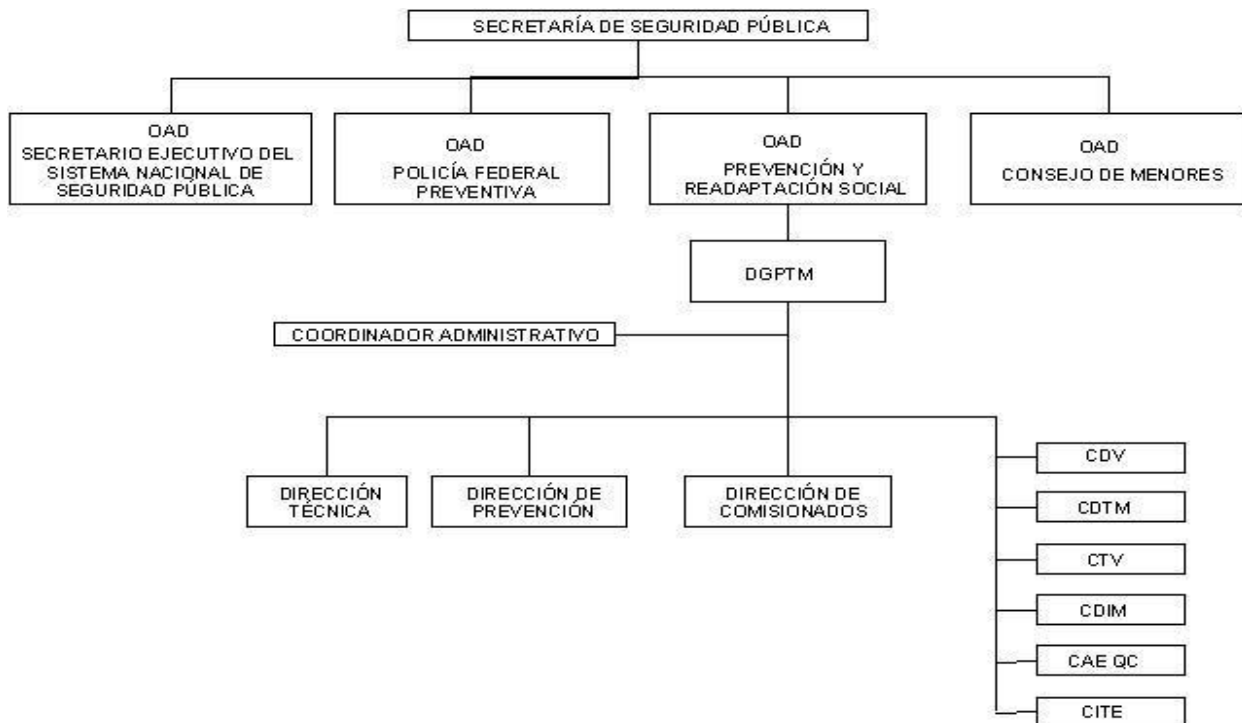 SECRETARÍA DE SEGURIDAD PÚBLICA
OAD
SECRETARIO EJECUTIVO DEL
SISTEMA NACIONAL DE
SEGURIDAD PÚBLICA
OAD
POLICÍA FEDERAL
PREVENTIVA
OAD
PREVENCIÓN Y
READAPTACIÓN SOCIAL
OAD
CONSEJO DE MENORES
DGPTM
COORDINADOR ADMINISTRATIVO
DIRECCIÓN
TÉCNICA
DIRECCIÓN DE
PREVENCIÓN
DIRECCIÓN DE
COMISIONADOS
CDV
CDTM
CTV
CDIM
CAE QC
CITE